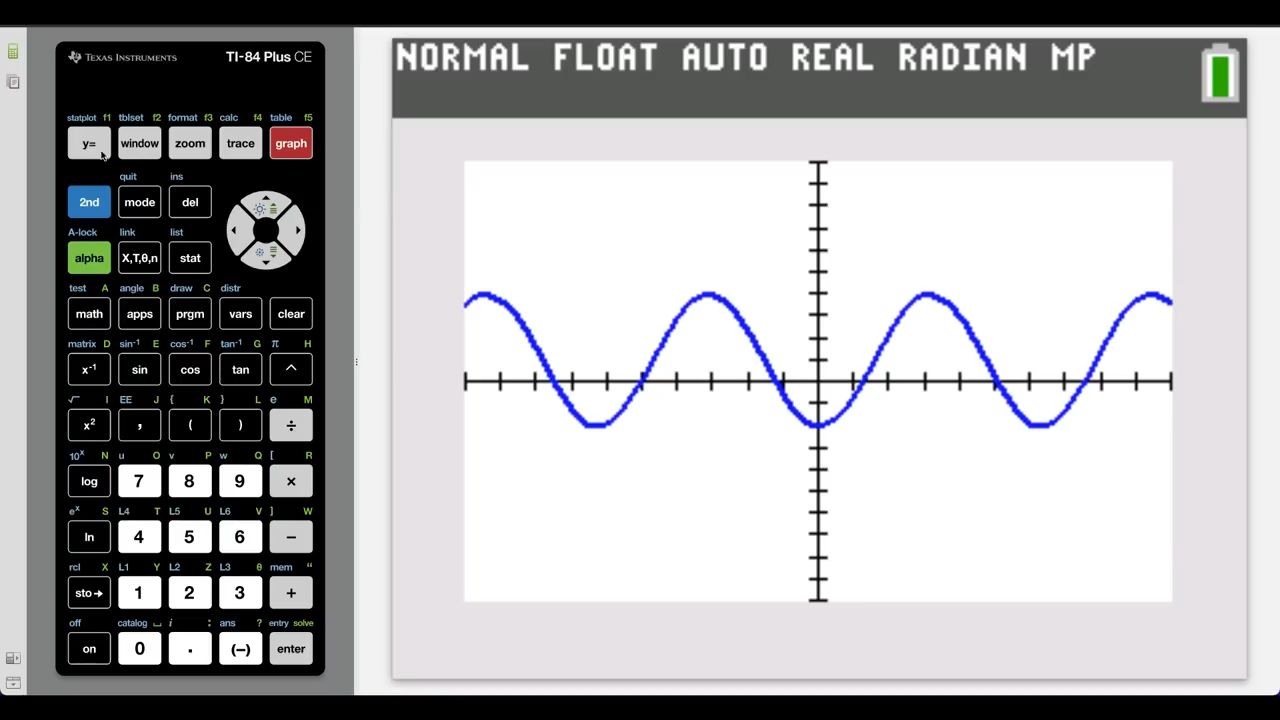 TEXAS INSTRUMENTS TI-84 Plus CE
NORMAL FLOAT AUTO REAL RADIAN MP
statplot f1 tblset f2 format f3 calc f4 table f5
y= window zoom trace graph
quit ins
2nd mode del
A-lock link list
alpha X,T,θ,n stat
test A angle B draw C distr
math apps prgm vars clear
matrix D sin⁻¹ E cos⁻¹ F tan⁻¹ G π H
x⁻¹ sin cos tan ^
√ I EE J { K } L e M
x² , ( ) ÷
10ˣ N u O v P w Q [ R
log 7 8 9 ×
eˣ S L4 T L5 U L6 V ] W
ln 4 5 6 −
rcl X L1 Y L2 Z L3 θ mem “
sto→ 1 2 3 +
off catalog ⎵ i : ans ? entry solve
on 0 . (−) enter